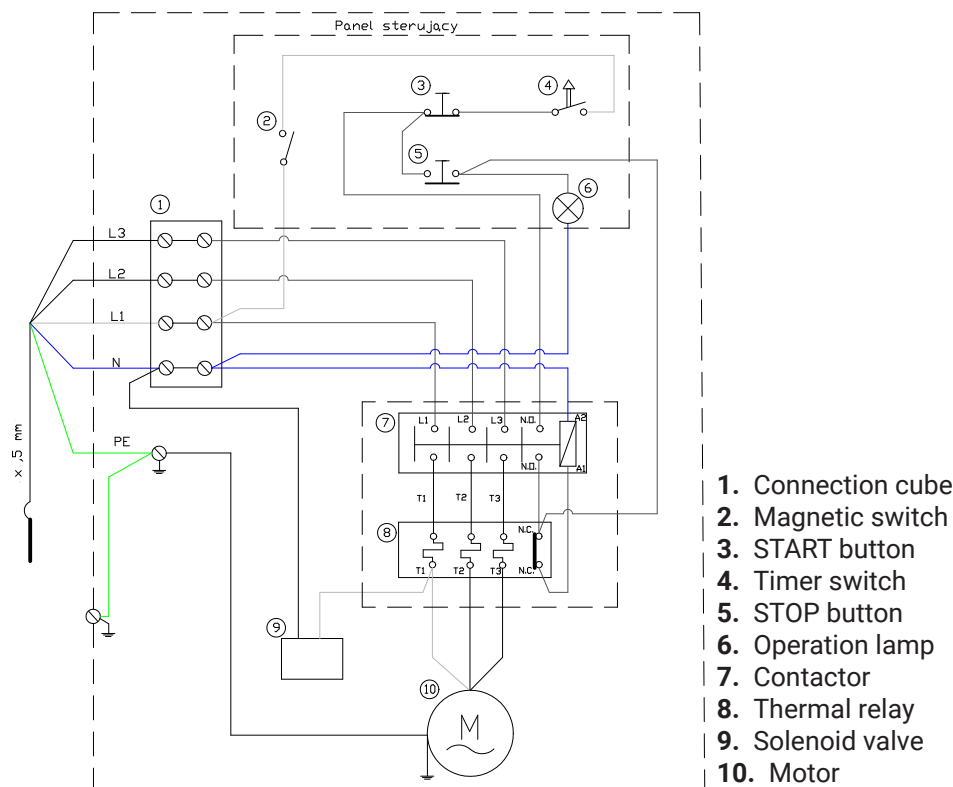 Panel sterujacy
3
4
2
5
6
1
L3
L2
L1
N
7
L1
L2
L3
N.O.
A2
N.O.
A1
PE
x ,5 mm
T1
T2
T3
8
N.C.
T1
T2
T3
N.C.
9
10
M
1. Connection cube
2. Magnetic switch
3. START button
4. Timer switch
5. STOP button
6. Operation lamp
7. Contactor
8. Thermal relay
9. Solenoid valve
10. Motor